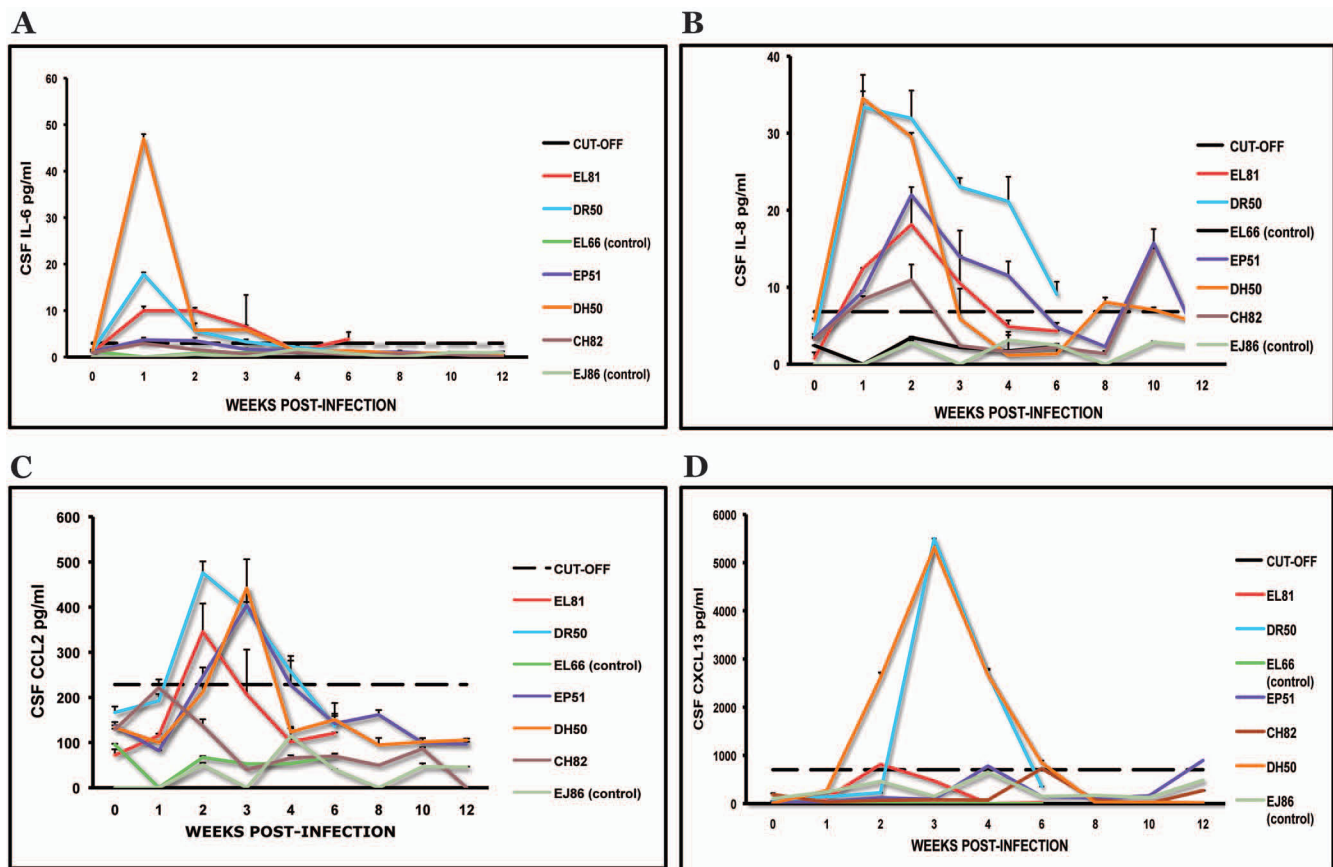 A
CSF IL-6 pg/ml
60
50
40
30
20
10
0
0 1 2 3 4 6 8 10 12
WEEKS POST-INFECTION
CUT-OFF
EL81
DR50
EL66 (control)
EP51
DH50
CH82
EJ86 (control)
B
CSF IL-8 pg/ml
40
30
20
10
0
0 1 2 3 4 6 8 10 12
WEEKS POST-INFECTION
CUT-OFF
EL81
DR50
EL66 (control)
EP51
DH50
CH82
EJ86 (control)
C
CSF CCL2 pg/ml
600
500
400
300
200
100
0
0 1 2 3 4 6 8 10 12
WEEKS POST-INFECTION
CUT-OFF
EL81
DR50
EL66 (control)
EP51
DH50
CH82
EJ86 (control)
D
CSF CXCL13 pg/ml
6000
5000
4000
3000
2000
1000
0
0 1 2 3 4 6 8 10 12
WEEKS POST-INFECTION
CUT-OFF
EL81
DR50
EL66
(control)
EP51
CH82
DH50
EJ86
(control)